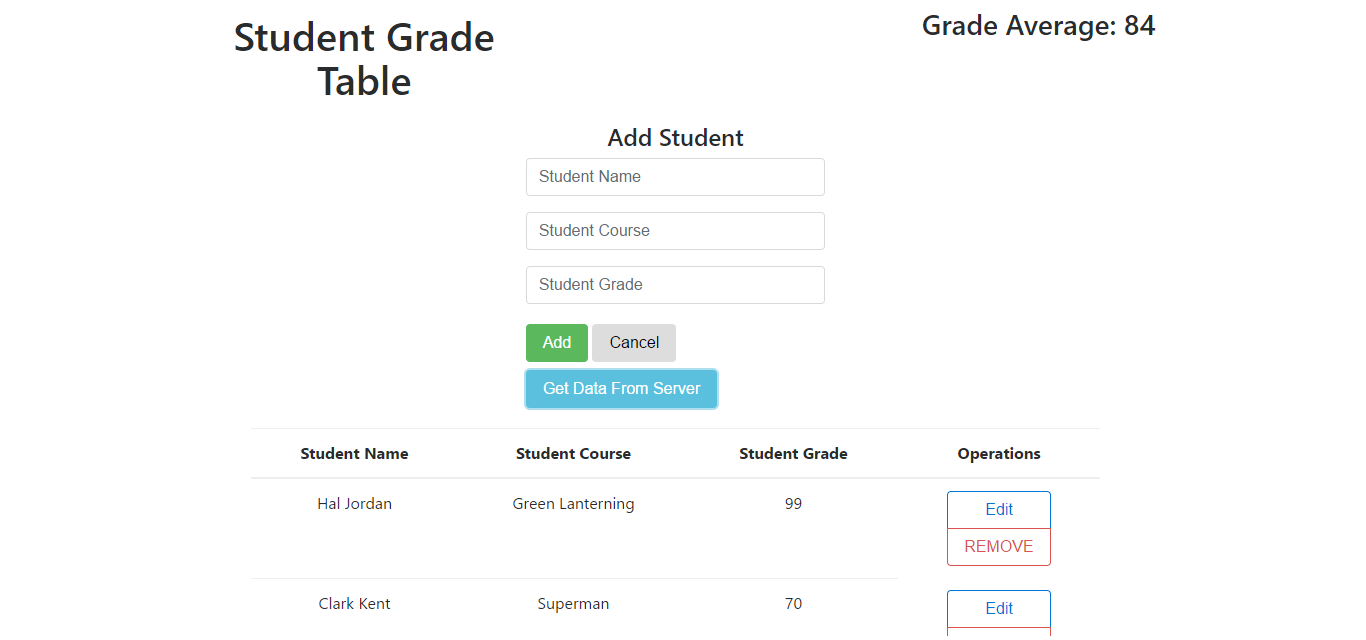 Student Grade
Table
Grade Average: 84
Add Student
Student Name
Student Course
Student Grade
Add Cancel
Get Data From Server
Student Name Student Course Student Grade Operations
Hal Jordan Green Lanterning 99 Edit
REMOVE
Clark Kent Superman 70 Edit